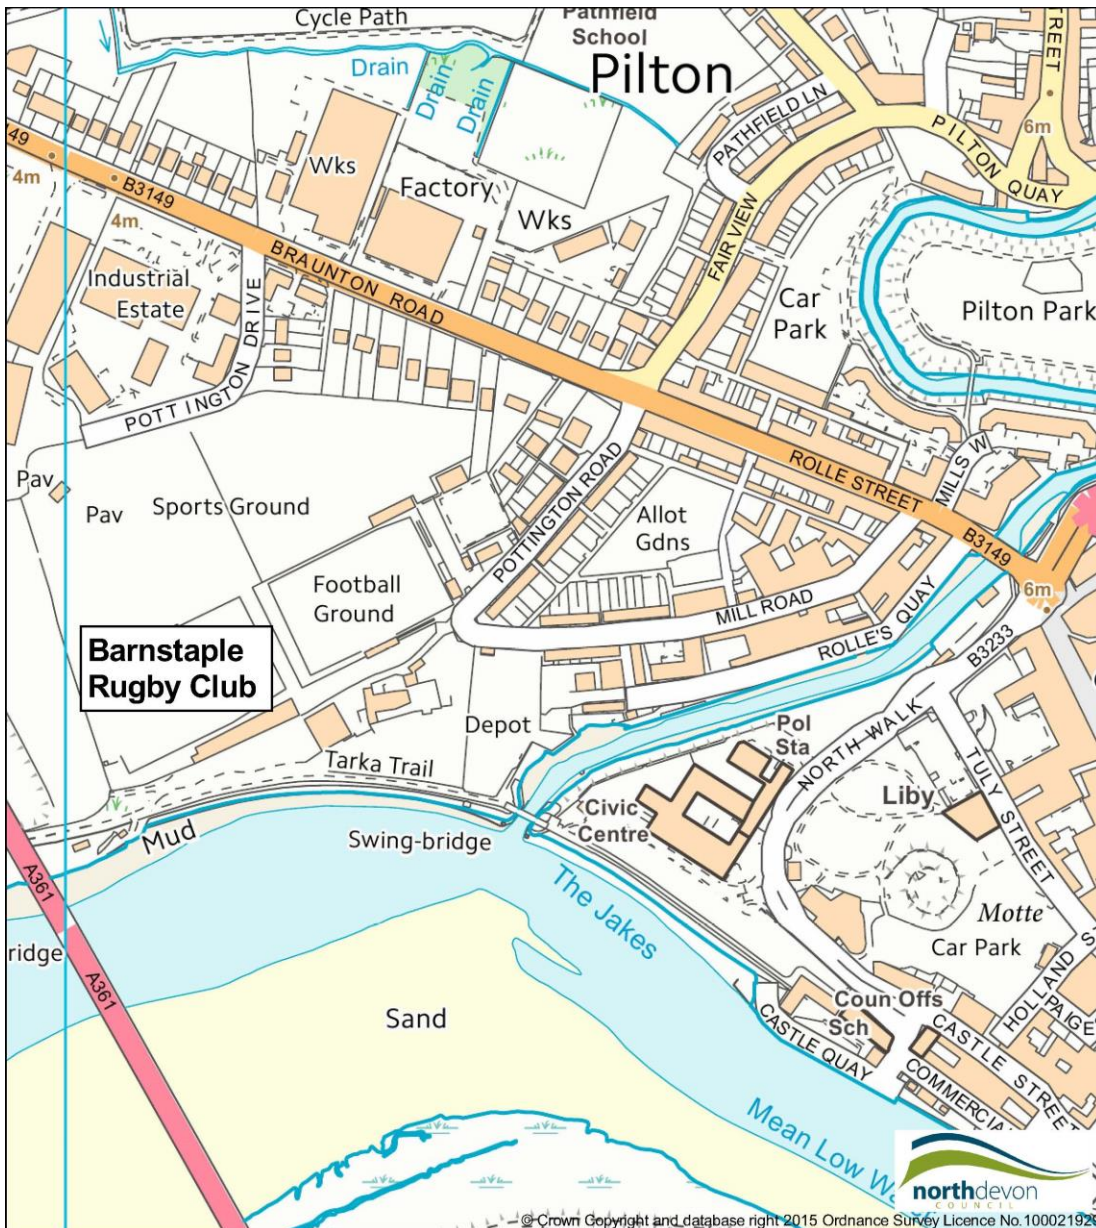 Cycle Path
Pathfield
School
Pilton
Drain
Drain
Drain
STREET
6m
PATHFIELD LN
PILTON QUAY
149
4m
B3149
4m
Wks
Factory
Wks
FAIR VIEW
BRAUNTON ROAD
Industrial
Estate
POTTINGTON DRIVE
Car
Park
Pilton Park
Pav
Pav
Sports Ground
POTTINGTON ROAD
ROLLE STREET
MILLS W
B3149
6m
Allot
Gdns
Football
Ground
MILL ROAD
ROLLE'S QUAY
B3233
Barnstaple
Rugby Club
Depot
Tarka Trail
Pol
Sta
NORTH WALK
TULY STREET
Liby
Civic
Centre
Swing-bridge
Mud
A361
The Jakes
Motte
Car Park
HOLLAND S
PAIGE
ridge
A361
Sand
Coun Offs
Sch
CASTLE QUAY
CASTLE STREET
COMMERCIA
Mean Low Wa
northdevon
COUNCIL
© Crown Copyright and database right 2015 Ordnance Survey Licence No.100021929